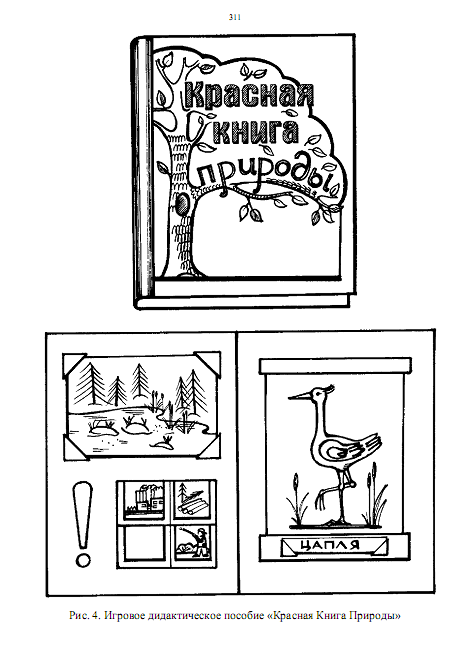 311
Красная
книга
природы
!
ЦАПЛЯ
Рис. 4. Игровое дидактическое пособие «Красная Книга Природы»